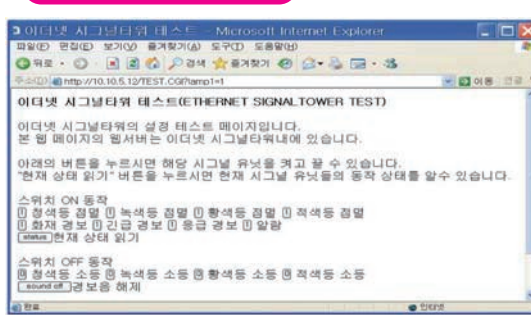 이더넷 시그널타워 테스트 - Microsoft Internet Explorer
파일(F) 편집(E) 보기(V) 즐겨찾기(A) 도구(T) 도움말(H)
뒤로 검색 즐겨찾기
주소(D) http://10.10.5.12/TEST.CGI?lamp1=1 이동
이더넷 시그널타워 테스트(ETHERNET SIGNALTOWER TEST)
이더넷 시그널타워의 설정 테스트 페이지입니다.
본 웹 페이지의 웹서버는 이더넷 시그널타워내에 있습니다.
아래의 버튼을 누르시면 해당 시그널 유닛을 켜고 끌 수 있습니다.
"현재 상태 읽기" 버튼을 누르시면 현재 시그널 유닛들의 동작 상태를 알수 있습니다.
스위치 ON 동작
청색등 점멸 녹색등 점멸 황색등 점멸 적색등 점멸
화재 경보 긴급 경보 응급 경보 알람
status 현재 상태 읽기
스위치 OFF 동작
청색등 소등 녹색등 소등 황색등 소등 적색등 소등
sound off 경보음 해제
완료 인터넷